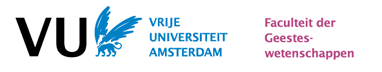 VU
VRIJE
UNIVERSITEIT
AMSTERDAM
Faculteit der
Geestes-
wetenschappen